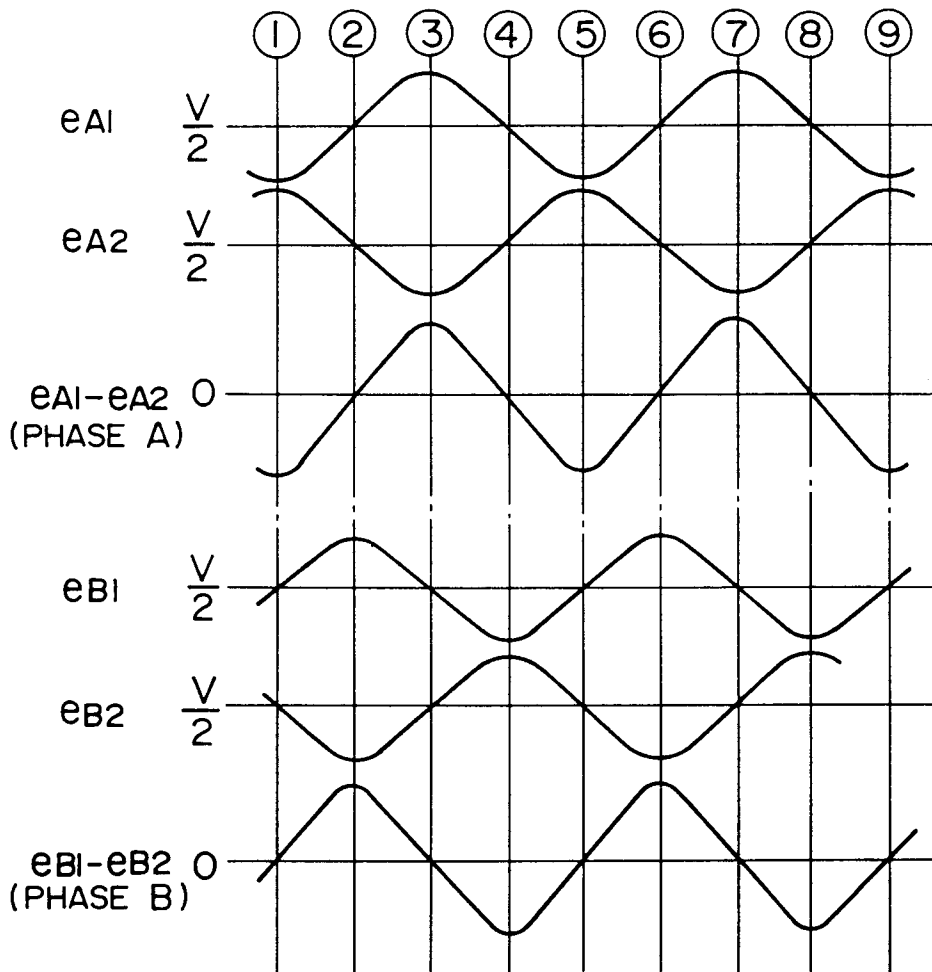 ① ② ③ ④ ⑤ ⑥ ⑦ ⑧ ⑨
eA1 V/2
eA2 V/2
eA1-eA2 0
(PHASE A)
eB1 V/2
eB2 V/2
eB1-eB2 0
(PHASE B)